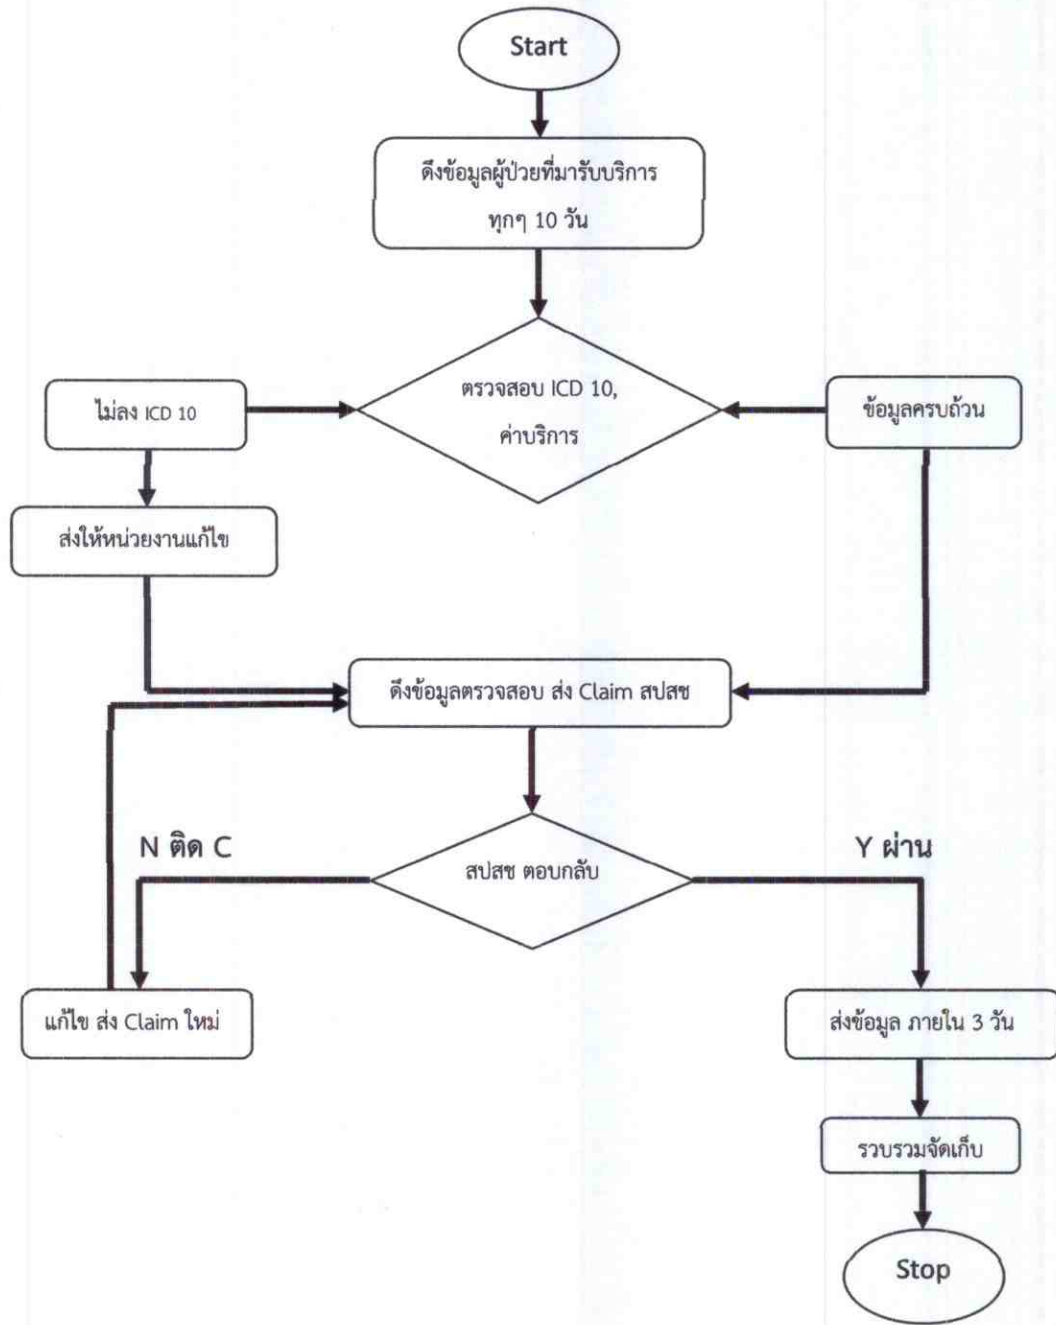 Start
ดึงข้อมูลผู้ป่วยที่มารับบริการ
ทุกๆ 10 วัน
ตรวจสอบ ICD 10,
ค่าบริการ
ไม่ลง ICD 10
ข้อมูลครบถ้วน
ส่งให้หน่วยงานแก้ไข
ดึงข้อมูลตรวจสอบ ส่ง Claim สปสช
N ติด C
Y ผ่าน
สปสช ตอบกลับ
แก้ไข ส่ง Claim ใหม่
ส่งข้อมูล ภายใน 3 วัน
รวบรวมจัดเก็บ
Stop